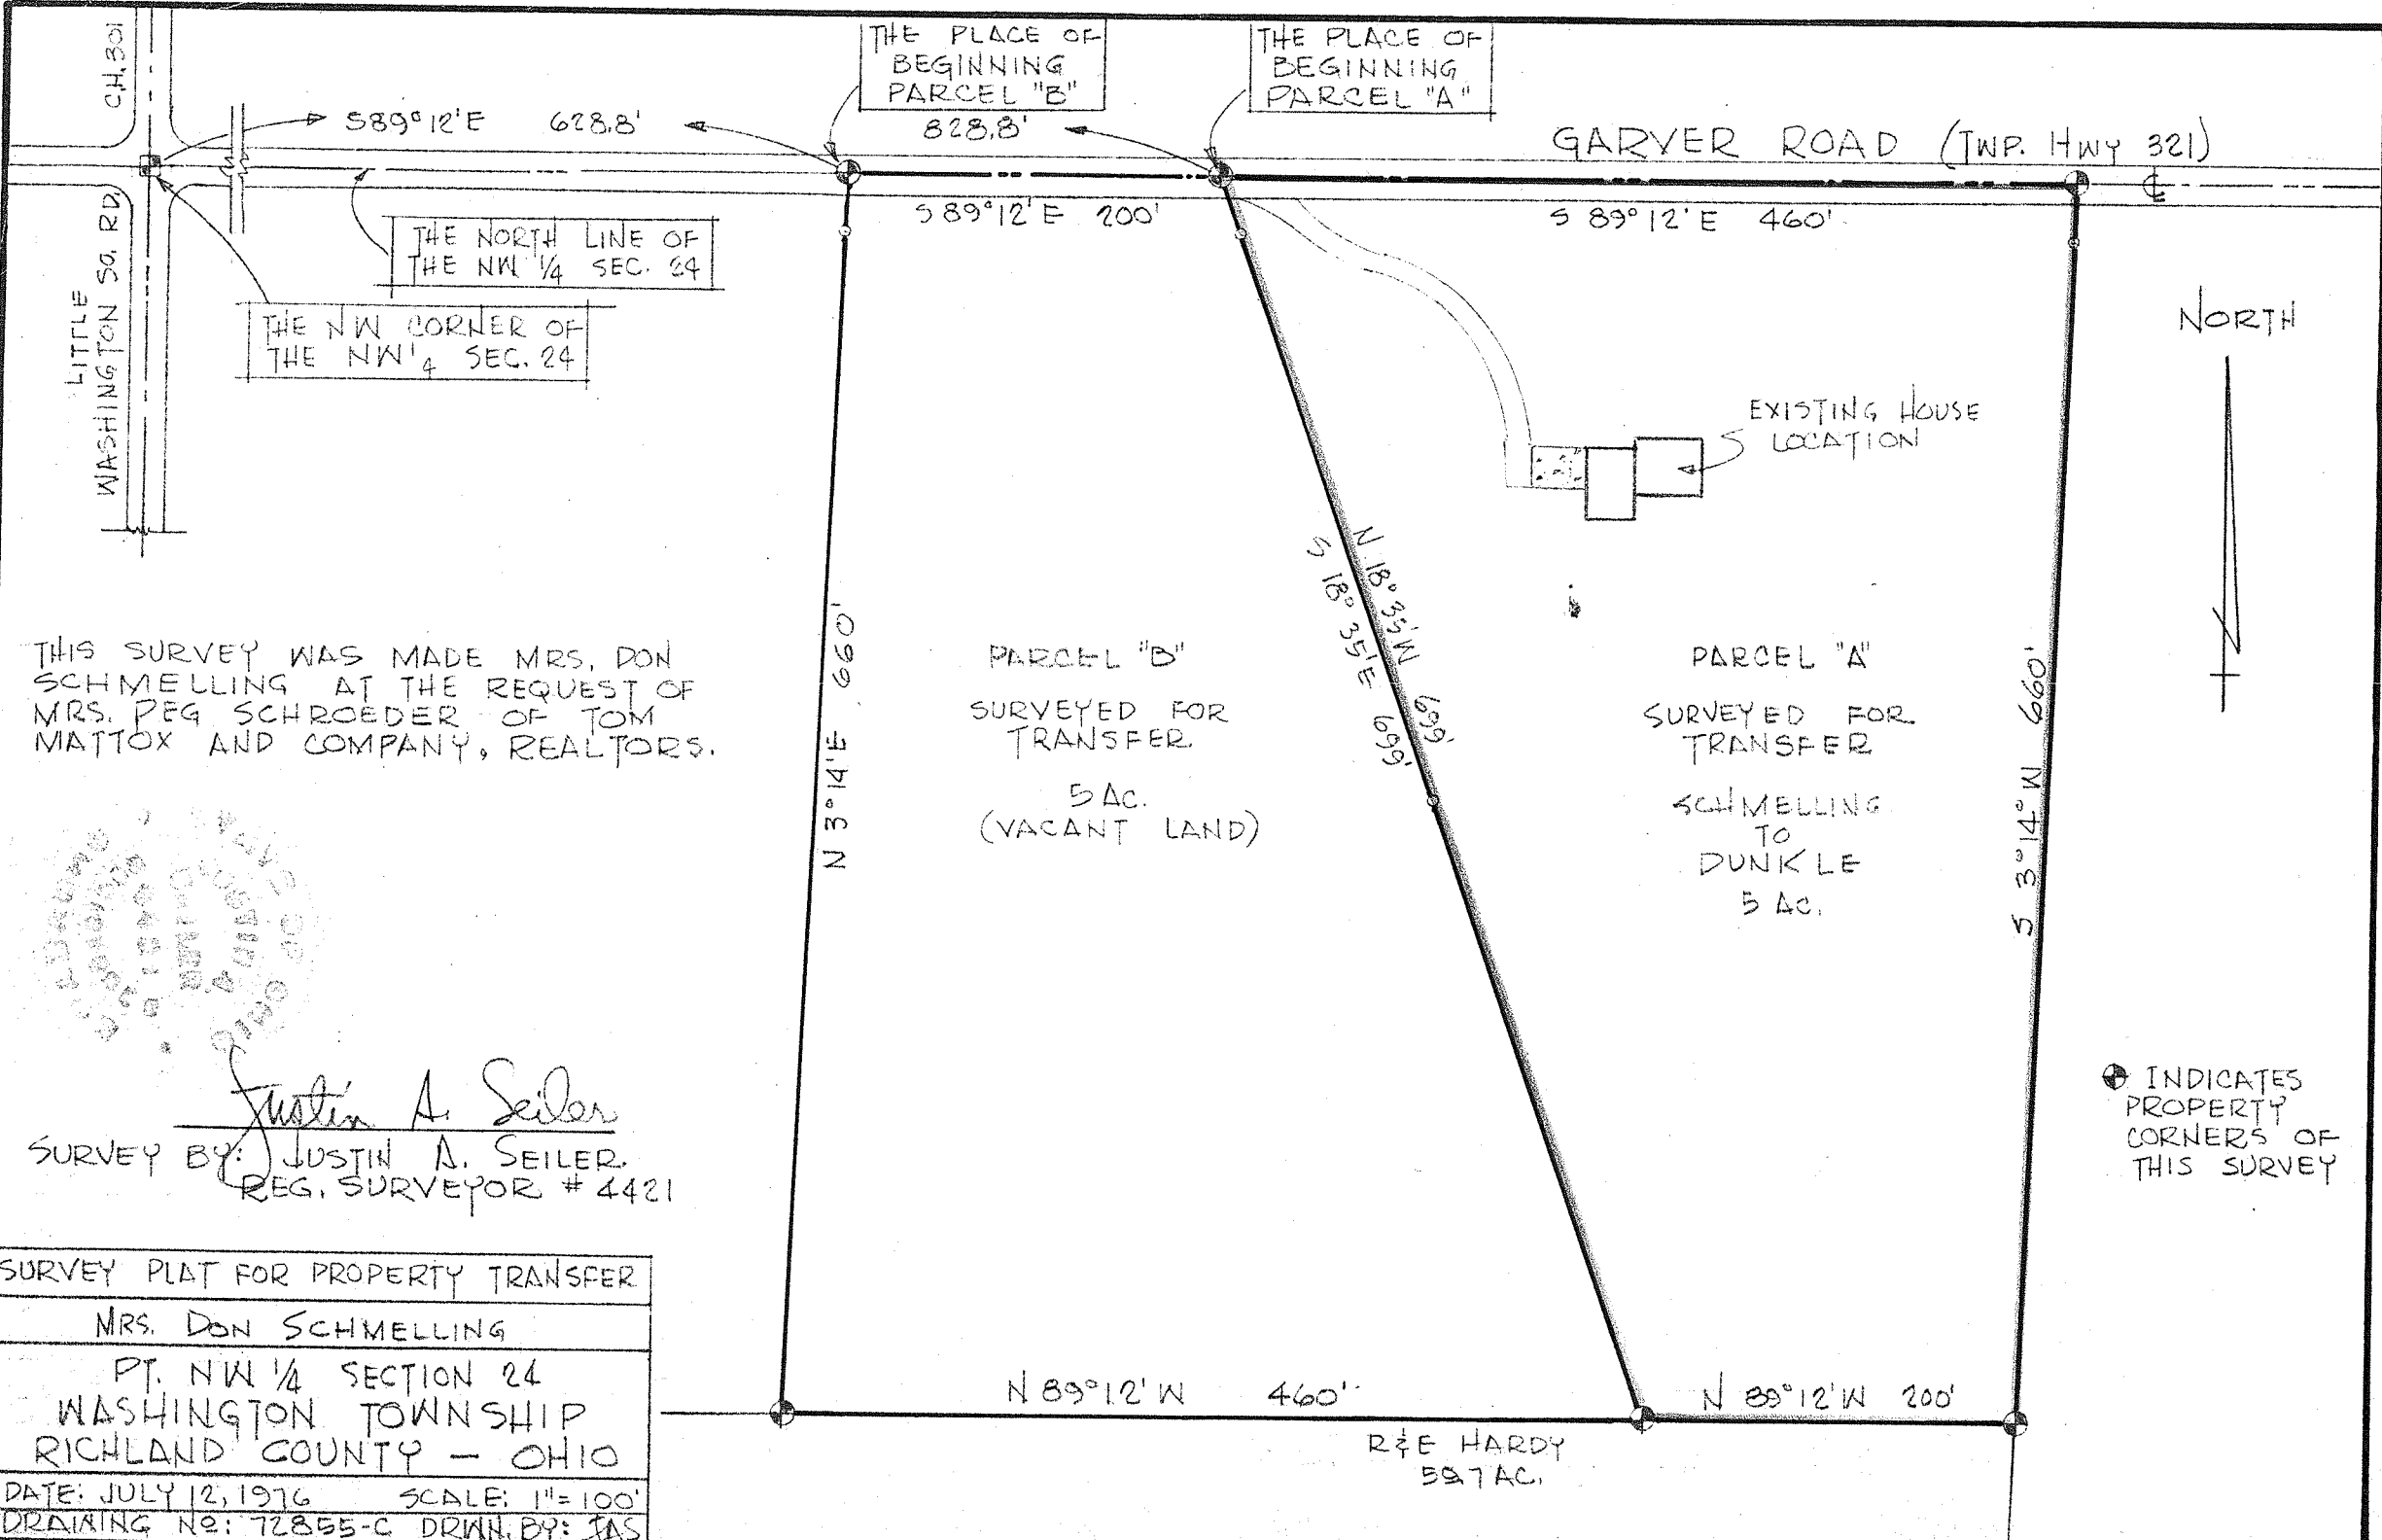 C.H. 301
S89°12'E 628.8'
THE PLACE OF
BEGINNING
PARCEL "B"
828.8'
THE PLACE OF
BEGINNING
PARCEL "A"
GARVER ROAD (TWP. HWY 321)
S 89°12'E 200'
S 89°12'E 460'
THE NORTH LINE OF
THE NW 1/4 SEC. 24
THE NW CORNER OF
THE NW 1/4 SEC. 24
LITTLE
WASHINGTON SO. RD.
NORTH
EXISTING HOUSE
LOCATION
N 18°35'W 699'
S 18°35'E 699'
N 3°14'E 660'
S 3°14'W 660'
THIS SURVEY WAS MADE MRS. DON
SCHMELLING AT THE REQUEST OF
MRS. PEG SCHROEDER OF TOM
MATTOX AND COMPANY, REALTORS.
PARCEL "B"
SURVEYED FOR
TRANSFER
5 AC.
(VACANT LAND)
PARCEL "A"
SURVEYED FOR
TRANSFER
SCHMELLING
TO
DUNKLE
5 AC.
INDICATES
PROPERTY
CORNERS OF
THIS SURVEY
Justin A. Seiler
SURVEY BY: JUSTIN A. SEILER
REG. SURVEYOR # 4421
SURVEY PLAT FOR PROPERTY TRANSFER
MRS. DON SCHMELLING
PT. NW 1/4 SECTION 24
WASHINGTON TOWNSHIP
RICHLAND COUNTY — OHIO
DATE: JULY 12, 1976 SCALE: 1"=100'
DRAWING No: 72855-C DRWN. BY: JAS
N 89°12'W 460'
N 89°12'W 200'
R & E HARDY
AC.